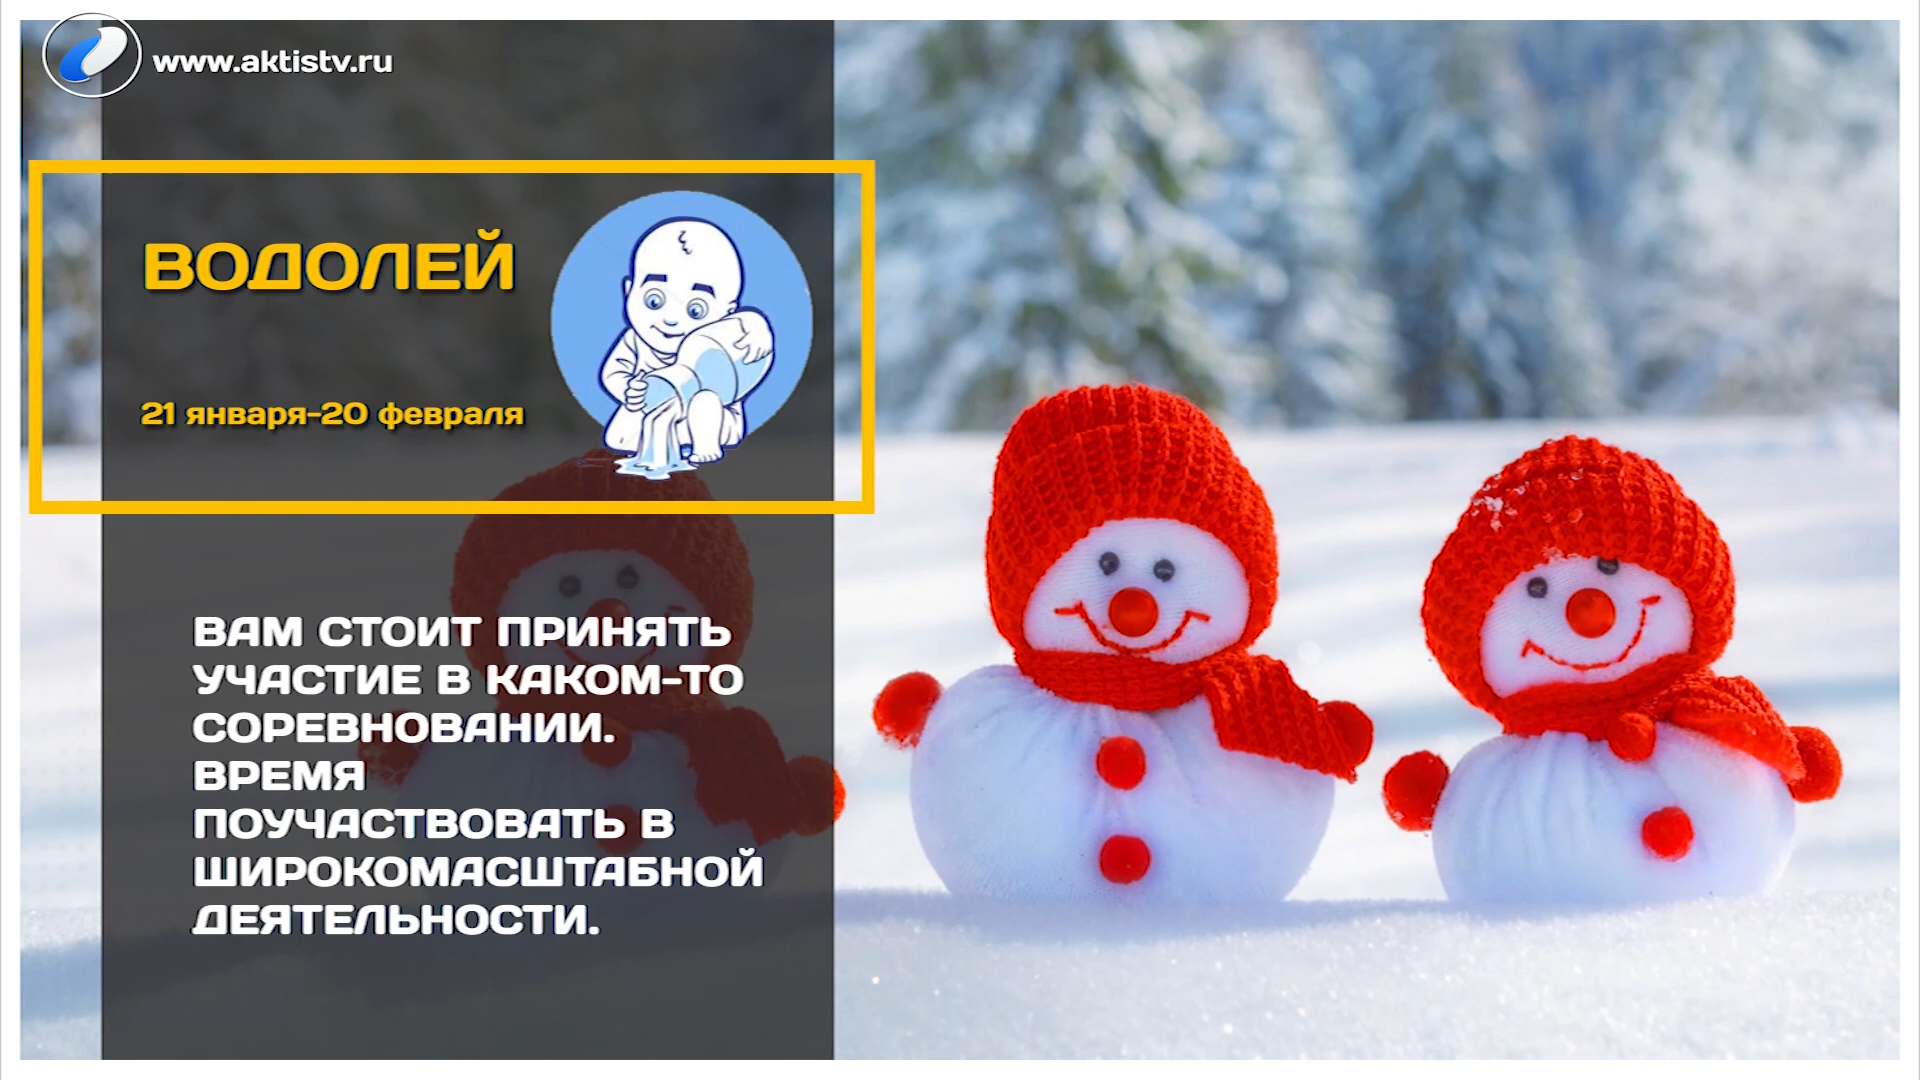 www.aktistv.ru
ВОДОЛЕЙ
21 января-20 февраля
ВАМ СТОИТ ПРИНЯТЬ
УЧАСТИЕ В КАКОМ-ТО
СОРЕВНОВАНИИ.
ВРЕМЯ
ПОУЧАСТВОВАТЬ В
ШИРОКОМАСШТАБНОЙ
ДЕЯТЕЛЬНОСТИ.